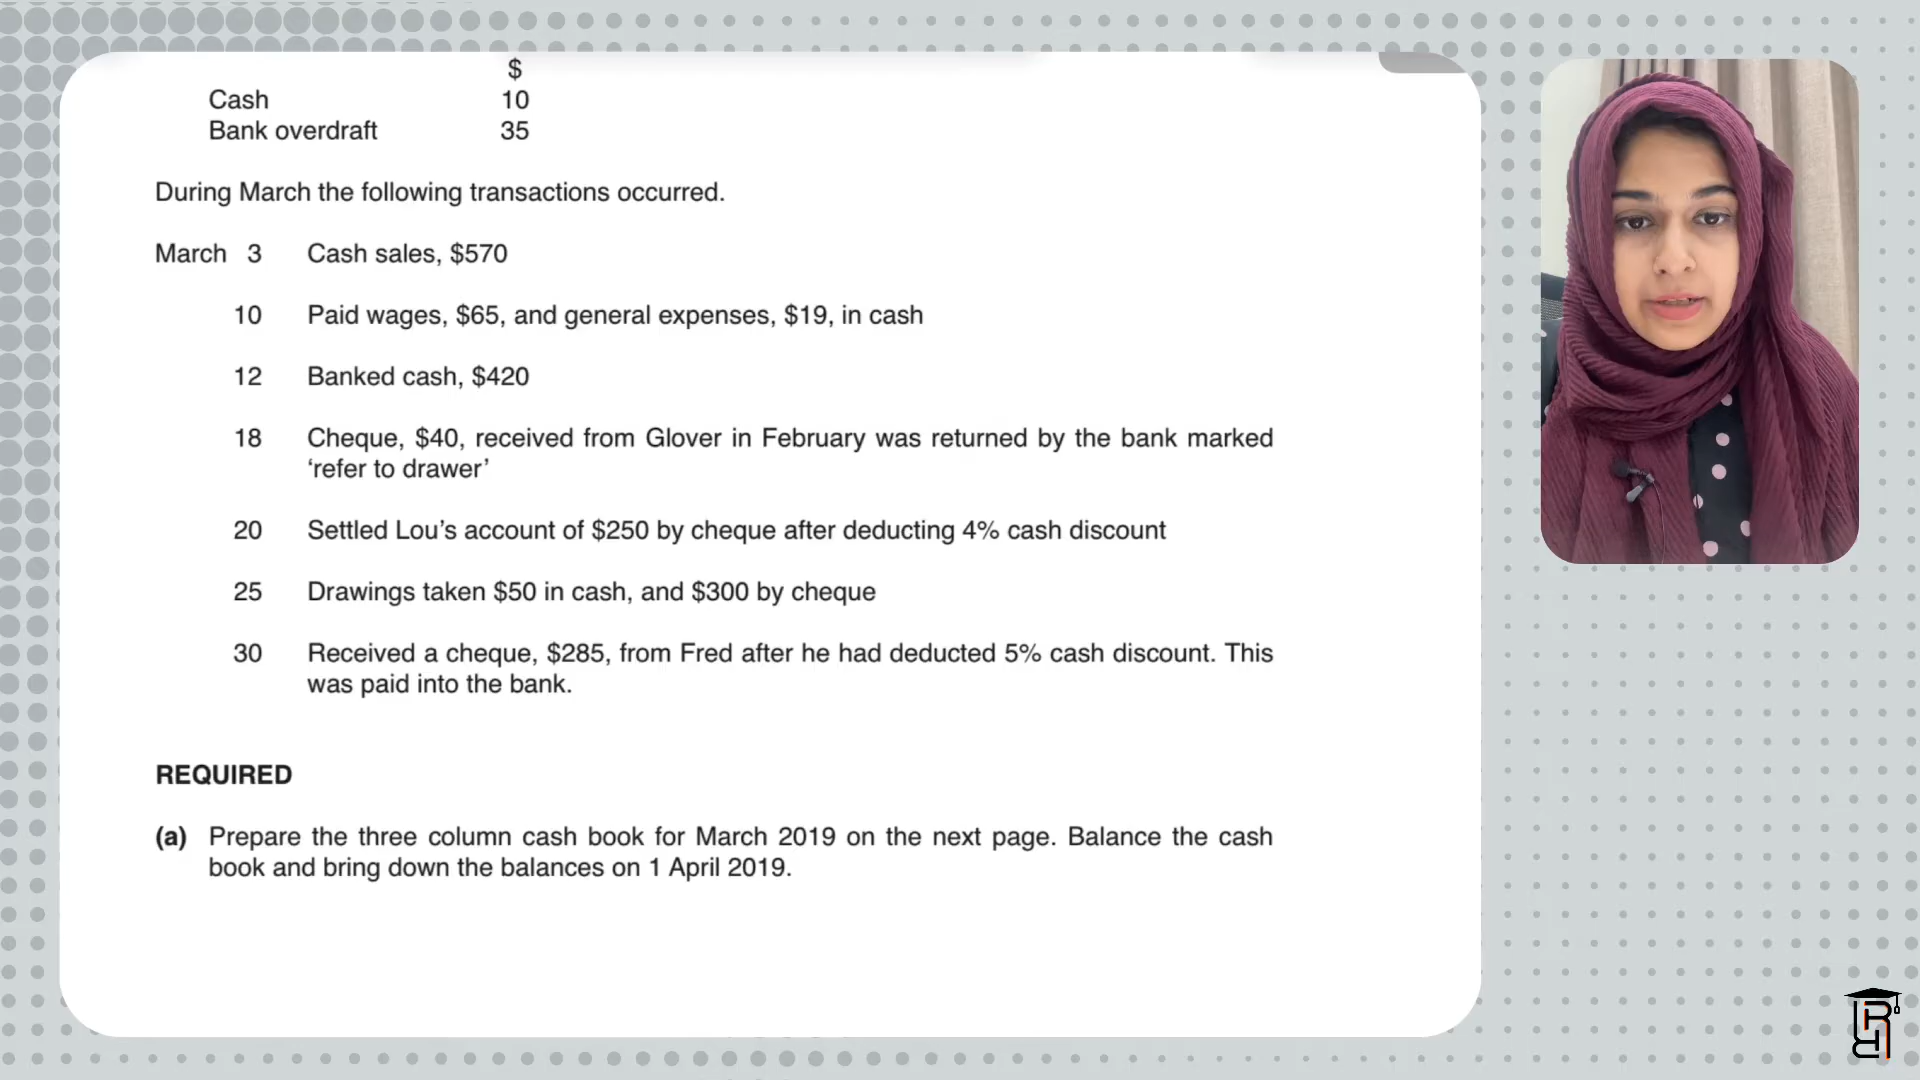 $
Cash 10
Bank overdraft 35
During March the following transactions occurred.
March 3 Cash sales, $570
10 Paid wages, $65, and general expenses, $19, in cash
12 Banked cash, $420
18 Cheque, $40, received from Glover in February was returned by the bank marked
‘refer to drawer’
20 Settled Lou’s account of $250 by cheque after deducting 4% cash discount
25 Drawings taken $50 in cash, and $300 by cheque
30 Received a cheque, $285, from Fred after he had deducted 5% cash discount. This
was paid into the bank.
REQUIRED
(a) Prepare the three column cash book for March 2019 on the next page. Balance the cash
book and bring down the balances on 1 April 2019.